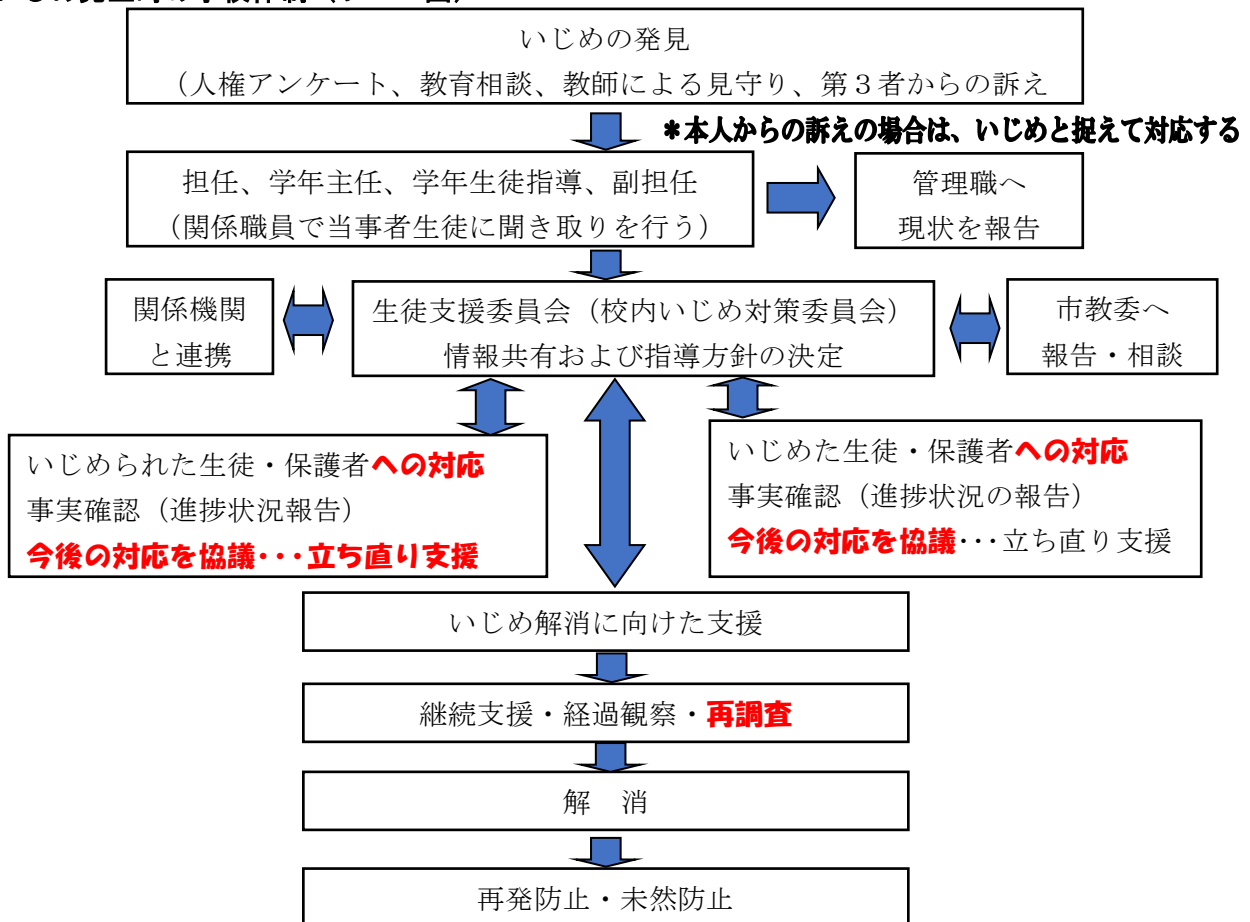 いじめの発見
(人権アンケート、教育相談、教師による見守り、第３者からの訴え
＊本人からの訴えの場合は、いじめと捉えて対応する
担任、学年主任、学年生徒指導、副担任
(関係職員で当事者生徒に聞き取りを行う)
管理職へ
現状を報告
関係機関
と連携
生徒支援委員会（校内いじめ対策委員会）
情報共有および指導方針の決定
市教委へ
報告・相談
いじめられた生徒・保護者への対応
事実確認（進捗状況報告）
今後の対応を協議･･･立ち直り支援
いじめた生徒・保護者への対応
事実確認（進捗状況の報告）
今後の対応を協議･･･立ち直り支援
いじめ解消に向けた支援
継続支援・経過観察・再調査
解　消
再発防止・未然防止